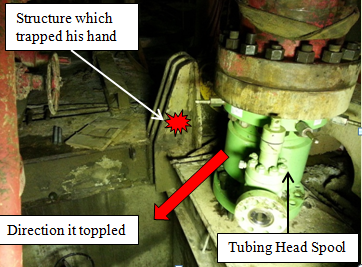 Structure which
trapped his hand
Direction it toppled
Tubing Head Spool